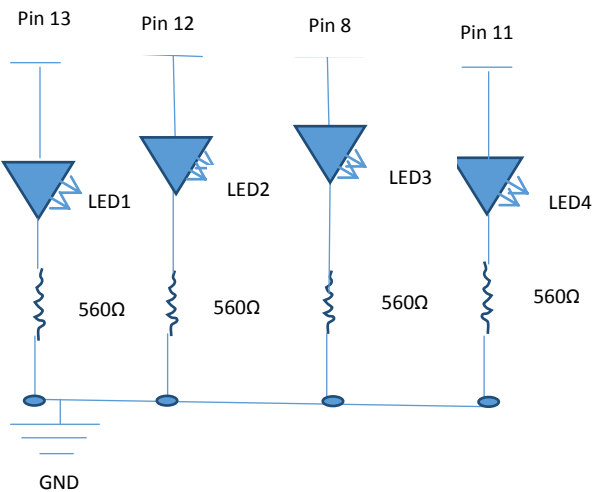 Pin 13
Pin 12
Pin 8
Pin 11
LED1
LED2
LED3
LED4
560Ω
560Ω
560Ω
560Ω
GND